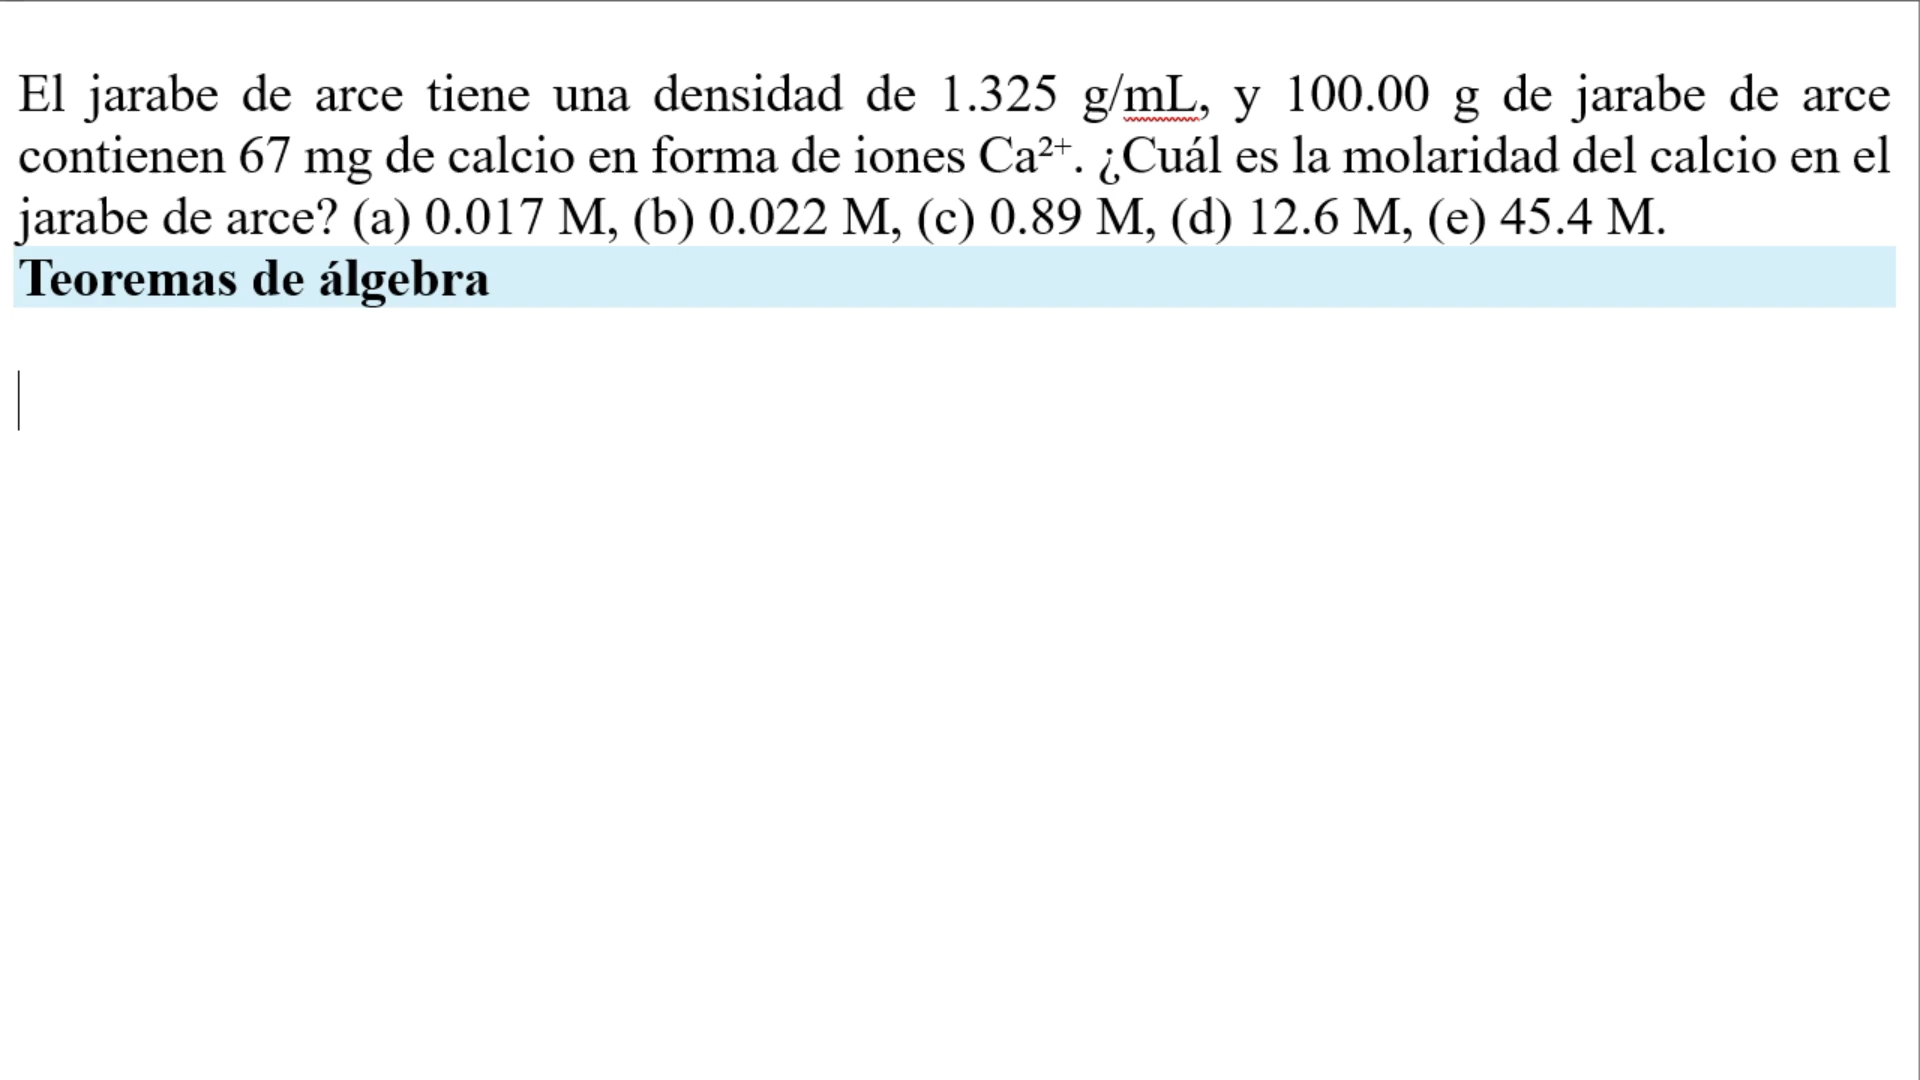 El jarabe de arce tiene una densidad de 1.325 g/mL, y 100.00 g de jarabe de arce
contienen 67 mg de calcio en forma de iones Ca²⁺. ¿Cuál es la molaridad del calcio en el
jarabe de arce? (a) 0.017 M, (b) 0.022 M, (c) 0.89 M, (d) 12.6 M, (e) 45.4 M.
Teoremas de álgebra